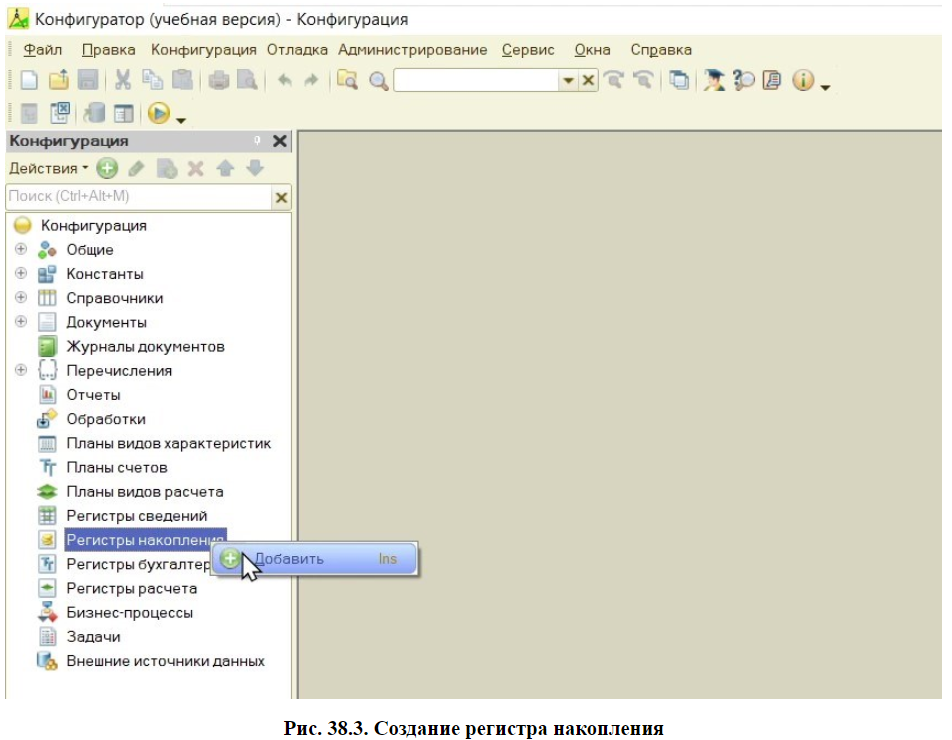 Конфигуратор (учебная версия) - Конфигурация
Файл Правка Конфигурация Отладка Администрирование Сервис Окна Справка
Конфигурация
Действия
Поиск (Ctrl+Alt+M)
Конфигурация
Общие
Константы
Справочники
Документы
Журналы документов
Перечисления
Отчеты
Обработки
Планы видов характеристик
Планы счетов
Планы видов расчета
Регистры сведений
Регистры накопления
Добавить Ins
Регистры бухгалтер
Регистры расчета
Бизнес-процессы
Задачи
Внешние источники данных
Рис. 38.3. Создание регистра накопления